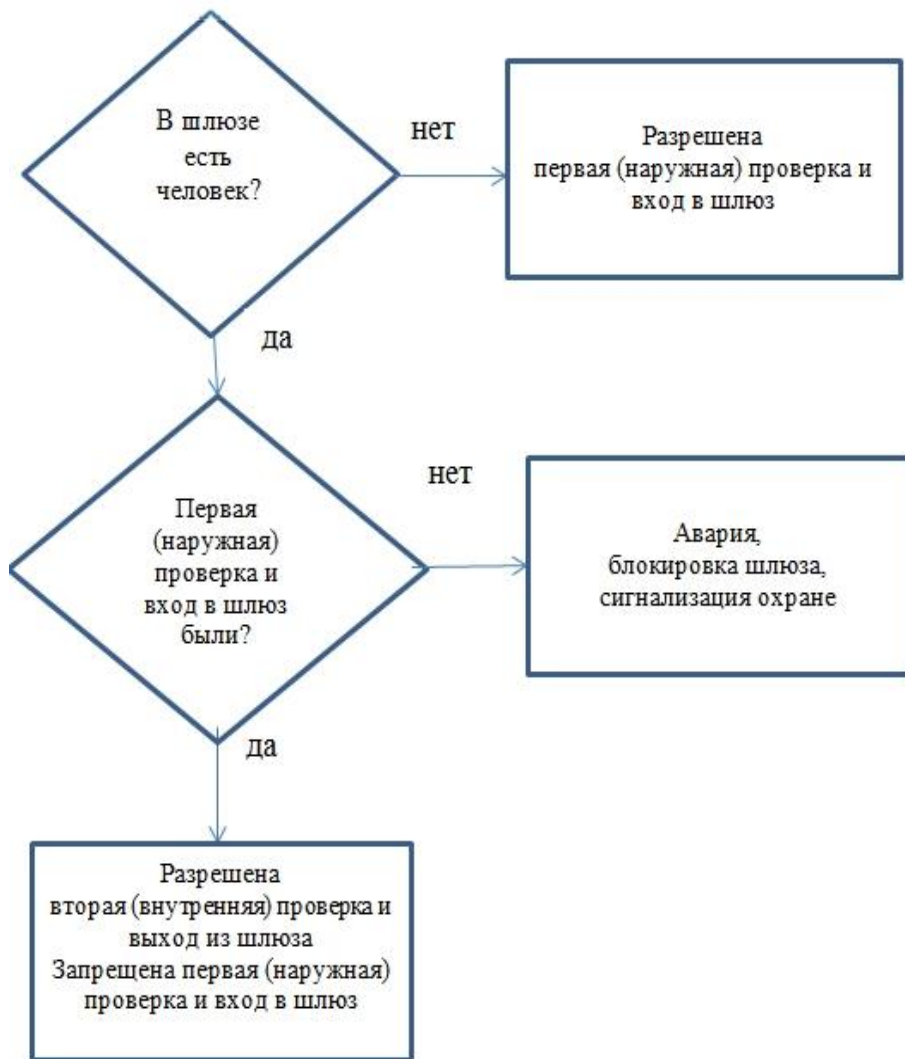 В шлюзе
есть
человек?
нет
Разрешена
первая (наружная) проверка и
вход в шлюз
да
Первая
(наружная)
проверка и
вход в шлюз
были?
нет
Авария,
блокировка шлюза,
сигнализация охране
да
Разрешена
вторая (внутренняя) проверка и
выход из шлюза
Запрещена первая (наружная)
проверка и вход в шлюз